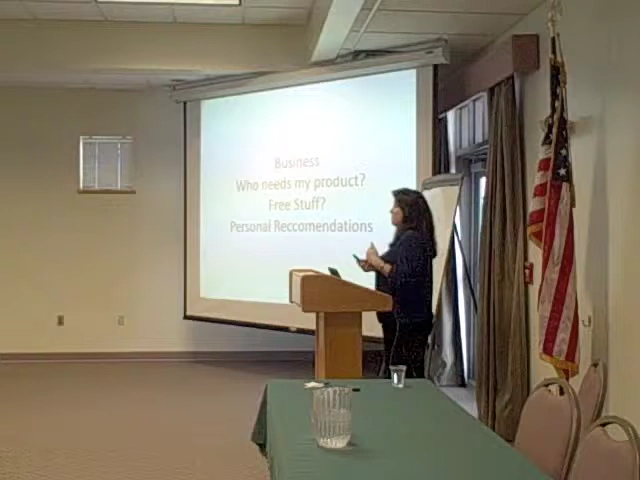 Business
Who needs my product?
Free Stuff?
Personal Reccomendations